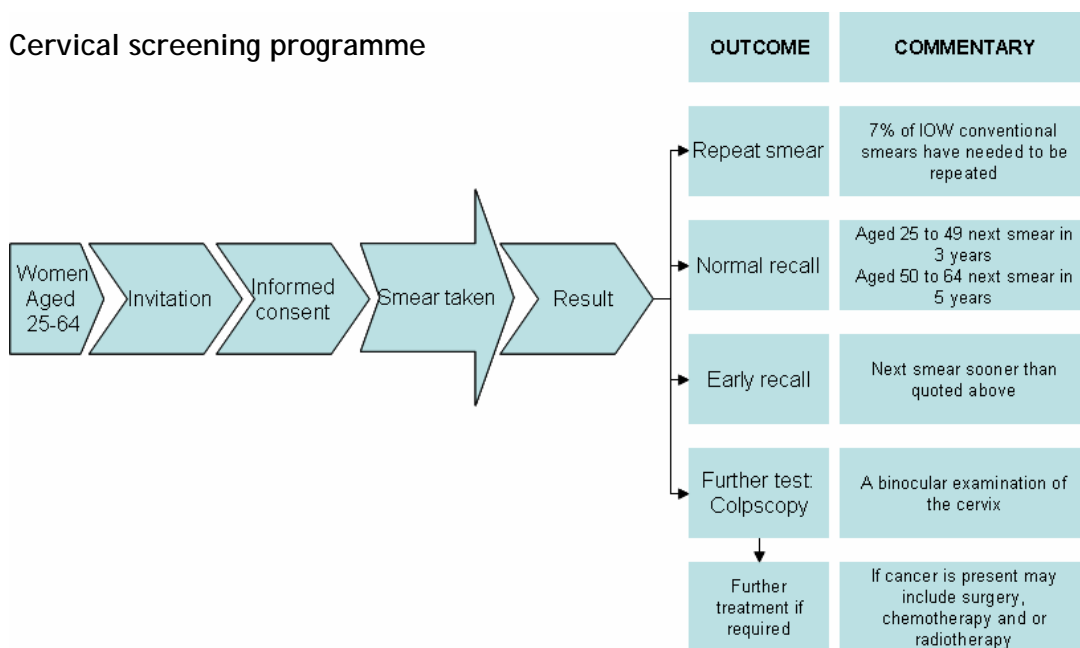 Cervical screening programme
OUTCOME
COMMENTARY
Women
Aged
25-64
Invitation
Informed
consent
Smear taken
Result
Repeat smear
7% of IOW conventional
smears have needed to be
repeated
Normal recall
Aged 25 to 49 next smear in
3 years
Aged 50 to 64 next smear in
5 years
Early recall
Next smear sooner than
quoted above
Further test:
Colpscopy
A binocular examination of
the cervix
Further
treatment if
required
If cancer is present may
include surgery,
chemotherapy and or
radiotherapy